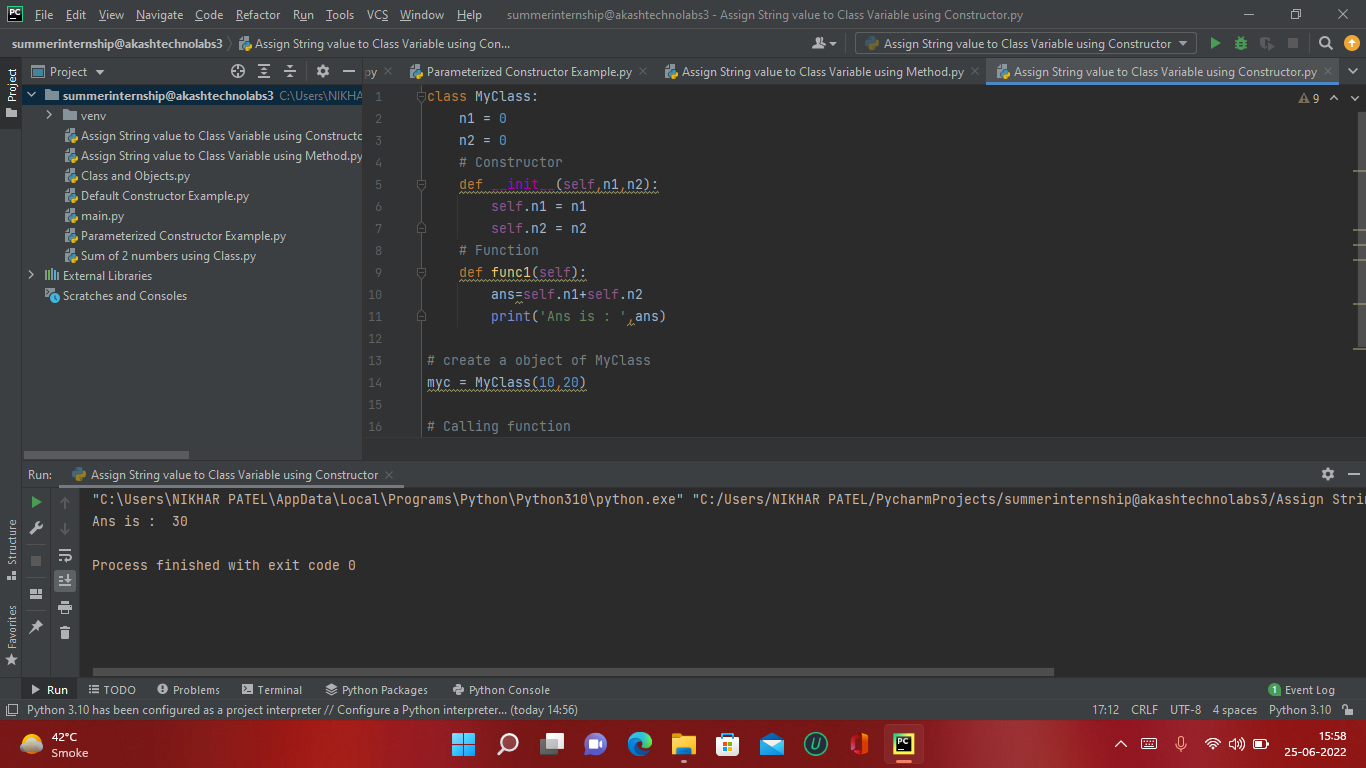 PC File Edit View Navigate Code Refactor Run Tools VCS Window Help summerinternship@akashtechnolabs3 - Assign String value to Class Variable using Constructor.py
summerinternship@akashtechnolabs3 Assign String value to Class Variable using Con... Assign String value to Class Variable using Constructor
Project
Project
py Parameterized Constructor Example.py Assign String value to Class Variable using Method.py Assign String value to Class Variable using Constructor.py
summerinternship@akashtechnolabs3 C:\Users\NIKHAR
venv
Assign String value to Class Variable using Constructo
Assign String value to Class Variable using Method.py
Class and Objects.py
Default Constructor Example.py
main.py
Parameterized Constructor Example.py
Sum of 2 numbers using Class.py
External Libraries
Scratches and Consoles
9
1 class MyClass:
2 n1 = 0
3 n2 = 0
4 # Constructor
5 def __init__(self,n1,n2):
6 self.n1 = n1
7 self.n2 = n2
8 # Function
9 def func1(self):
10 ans=self.n1+self.n2
11 print('Ans is : ',ans)
12
13 # create a object of MyClass
14 myc = MyClass(10,20)
15
16 # Calling function
Run: Assign String value to Class Variable using Constructor
"C:\Users\NIKHAR PATEL\AppData\Local\Programs\Python\Python310\python.exe" "C:/Users/NIKHAR PATEL/PycharmProjects/summerinternship@akashtechnolabs3/Assign Strin
Ans is :  30
Process finished with exit code 0
Structure
Favorites
Run TODO Problems Terminal Python Packages Python Console 1 Event Log
Python 3.10 has been configured as a project interpreter // Configure a Python interpreter... (today 14:56) 17:12 CRLF UTF-8 4 spaces Python 3.10
42°C
Smoke
U
PC
15:58
25-06-2022